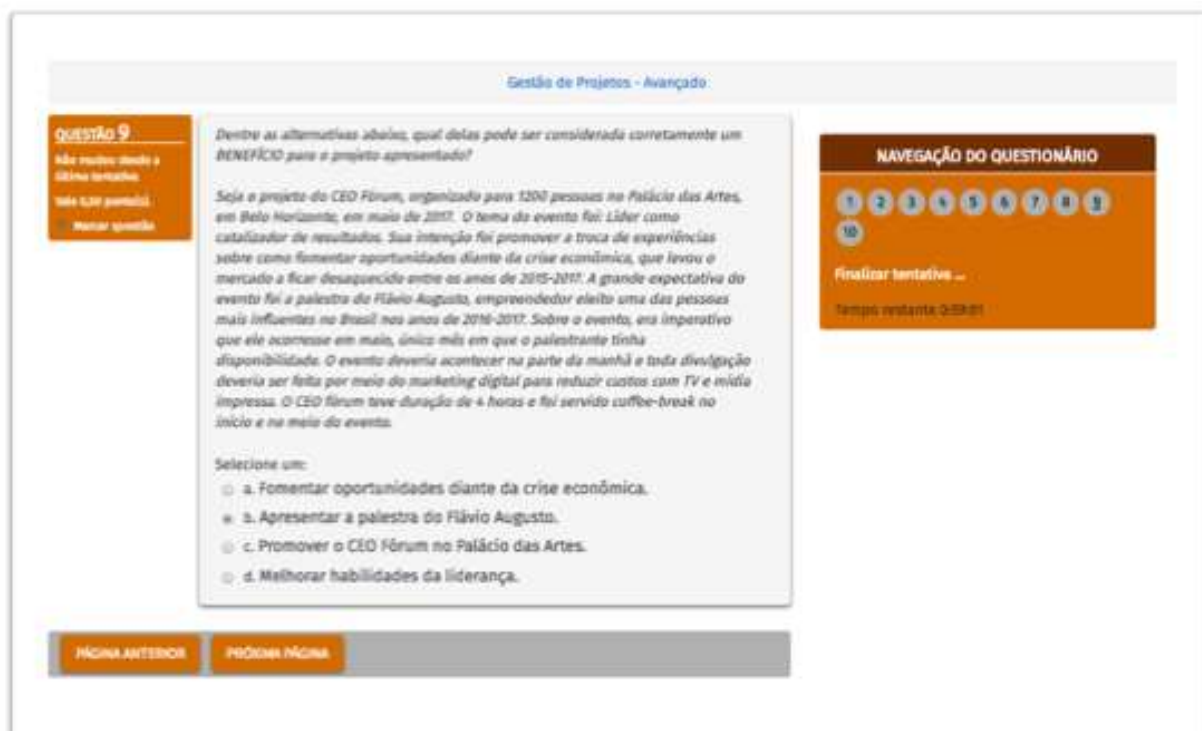 Gestão de Projetos - Avançado
QUESTÃO 9
Não mudou desde a
última tentativa
Vale 0,20 ponto(s).
Marcar questão
Dentre as alternativas abaixo, qual delas pode ser considerada corretamente um
BENEFÍCIO para o projeto apresentado?
Seja o projeto do CEO Fórum, organizado para 1200 pessoas no Palácio das Artes,
em Belo Horizonte, em maio de 2017. O tema do evento foi: Líder como
catalizador de resultados. Sua intenção foi promover a troca de experiências
sobre como fomentar oportunidades diante da crise econômica, que levou o
mercado a ficar desaquecido entre os anos de 2015-2017. A grande expectativa do
evento foi a palestra do Flávio Augusto, empreendedor eleito uma das pessoas
mais influentes no Brasil nos anos de 2016-2017. Sobre o evento, era imperativo
que ele ocorresse em maio, único mês em que o palestrante tinha
disponibilidade. O evento deveria acontecer na parte da manhã e toda divulgação
deveria ser feita por meio do marketing digital para reduzir custos com TV e mídia
impressa. O CEO fórum teve duração de 4 horas e foi servido coffee-break no
início e no meio do evento.
Selecione um:
a. Fomentar oportunidades diante da crise econômica.
b. Apresentar a palestra do Flávio Augusto.
c. Promover o CEO Fórum no Palácio das Artes.
d. Melhorar habilidades da liderança.
PÁGINA ANTERIOR PRÓXIMA PÁGINA
NAVEGAÇÃO DO QUESTIONÁRIO
1 2 3 4 5 6 7 8 9
10
Finalizar tentativa ...
Tempo restante